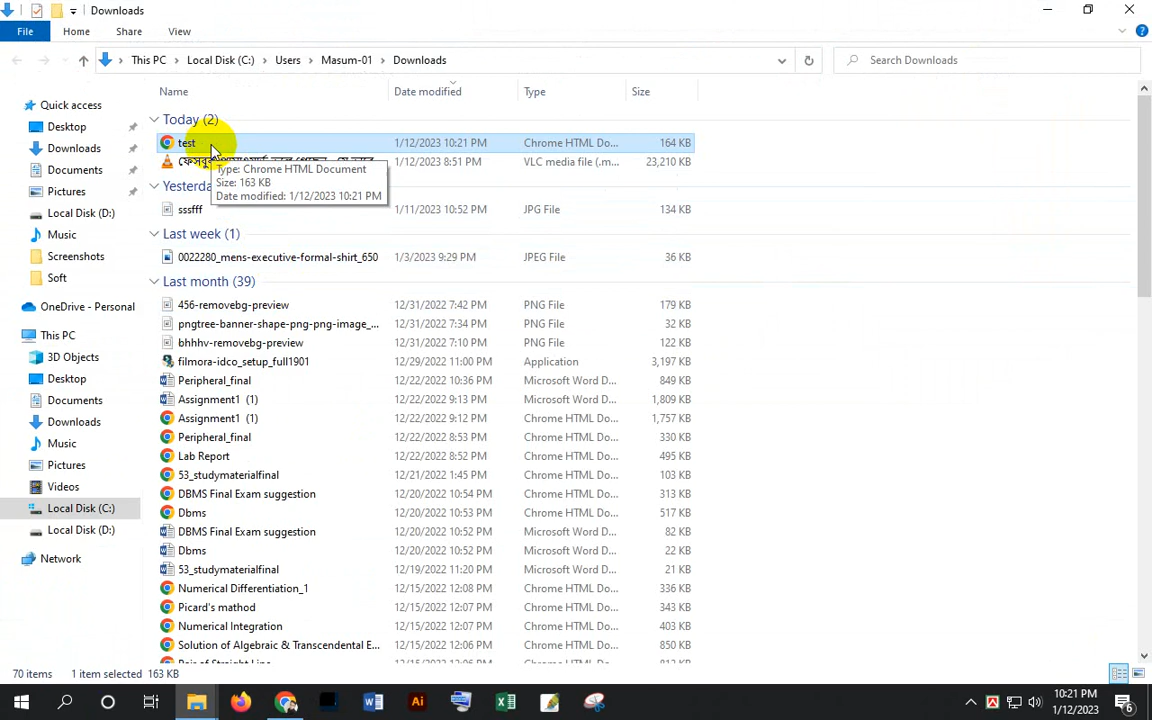 Downloads
File Home Share View
This PC Local Disk (C:) Users Masum-01 Downloads
Search Downloads
Name Date modified Type Size
Quick access
Desktop
Downloads
Documents
Pictures
Local Disk (D:)
Music
Screenshots
Soft
OneDrive - Personal
This PC
3D Objects
Desktop
Documents
Downloads
Music
Pictures
Videos
Local Disk (C:)
Local Disk (D:)
Network
Today (2)
test 1/12/2023 10:21 PM Chrome HTML Do... 164 KB
1/12/2023 8:51 PM VLC media file (.m... 23,210 KB
Type: Chrome HTML Document
Size: 163 KB
Date modified: 1/12/2023 10:21 PM
Yesterda
sssfff 1/11/2023 10:52 PM JPG File 134 KB
Last week (1)
0022280_mens-executive-formal-shirt_650 1/3/2023 9:29 PM JPEG File 36 KB
Last month (39)
456-removebg-preview 12/31/2022 7:42 PM PNG File 179 KB
pngtree-banner-shape-png-png-image_... 12/31/2022 7:34 PM PNG File 32 KB
bhhhv-removebg-preview 12/31/2022 7:10 PM PNG File 122 KB
filmora-idco_setup_full1901 12/29/2022 11:00 PM Application 3,197 KB
Peripheral_final 12/22/2022 10:36 PM Microsoft Word D... 849 KB
Assignment1 (1) 12/22/2022 9:13 PM Microsoft Word D... 1,809 KB
Assignment1 (1) 12/22/2022 9:12 PM Chrome HTML Do... 1,757 KB
Peripheral_final 12/22/2022 8:53 PM Chrome HTML Do... 330 KB
Lab Report 12/22/2022 8:52 PM Chrome HTML Do... 495 KB
53_studymaterialfinal 12/21/2022 1:45 PM Chrome HTML Do... 103 KB
DBMS Final Exam suggestion 12/20/2022 10:54 PM Chrome HTML Do... 313 KB
Dbms 12/20/2022 10:53 PM Chrome HTML Do... 517 KB
DBMS Final Exam suggestion 12/20/2022 10:52 PM Microsoft Word D... 82 KB
Dbms 12/20/2022 10:52 PM Microsoft Word D... 22 KB
53_studymaterialfinal 12/19/2022 11:20 PM Microsoft Word D... 21 KB
Numerical Differentiation_1 12/15/2022 12:08 PM Chrome HTML Do... 317 KB
Picard's mathod 12/15/2022 12:07 PM Chrome HTML Do... 343 KB
Numerical Integration 12/15/2022 12:07 PM Chrome HTML Do... 403 KB
Solution of Algebraic & Transcendental E... 12/15/2022 12:06 PM Chrome HTML Do... 850 KB
70 items 1 item selected 163 KB
10:21 PM
1/12/2023
6